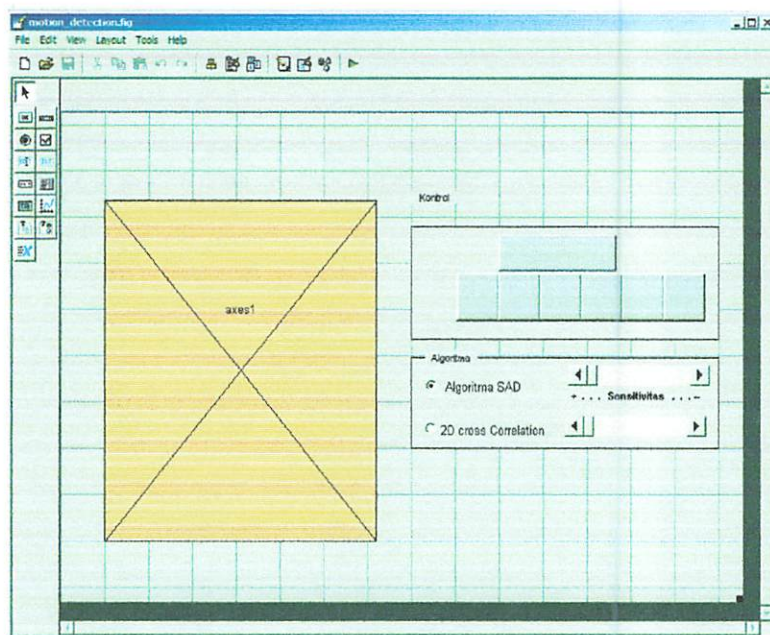 motion_detection.fig
File Edit View Layout Tools Help
Kontrol
axes1
Algoritma
Algoritma SAD
+ . . . Sensitivitas . . . -
2D cross Correlation